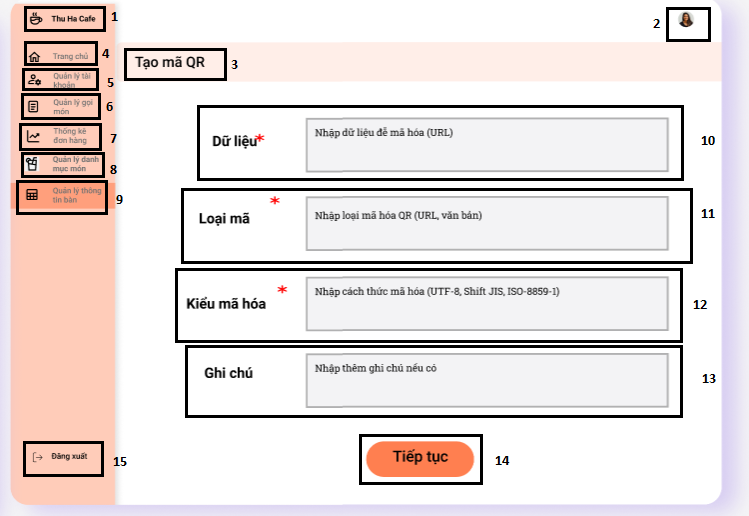 Thu Ha Cafe 1
2
Trang chủ 4
Tạo mã QR 3
Quản lý tài
khoản 5
Quản lý gọi
món 6
Thống kê
đơn hàng 7
Quản lý danh
mục món 8
Quản lý thông
tin bàn 9
Dữ liệu* Nhập dữ liệu để mã hóa (URL) 10
Loại mã * Nhập loại mã hóa QR (URL, văn bản) 11
Kiểu mã hóa * Nhập cách thức mã hóa (UTF-8, Shift JIS, ISO-8859-1) 12
Ghi chú Nhập thêm ghi chú nếu có 13
Đăng xuất 15
Tiếp tục 14